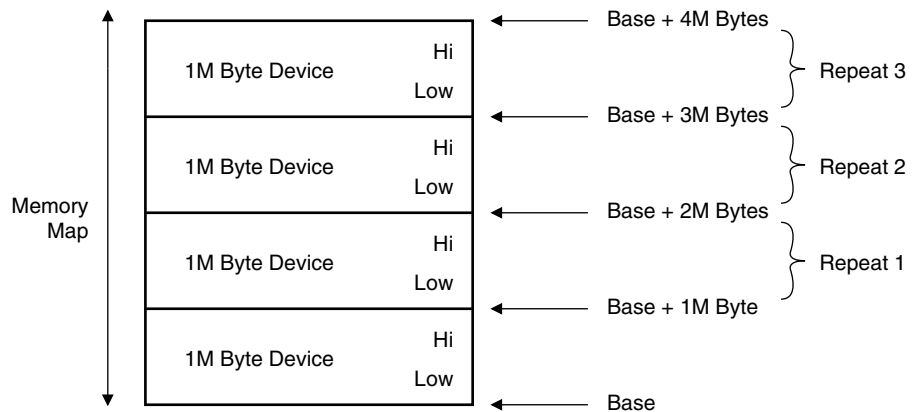 Base + 4M Bytes
Hi
1M Byte Device
Low
Repeat 3
Base + 3M Bytes
Hi
1M Byte Device
Low
Repeat 2
Memory
Map
Base + 2M Bytes
Hi
1M Byte Device
Low
Repeat 1
Base + 1M Byte
Hi
1M Byte Device
Low
Base